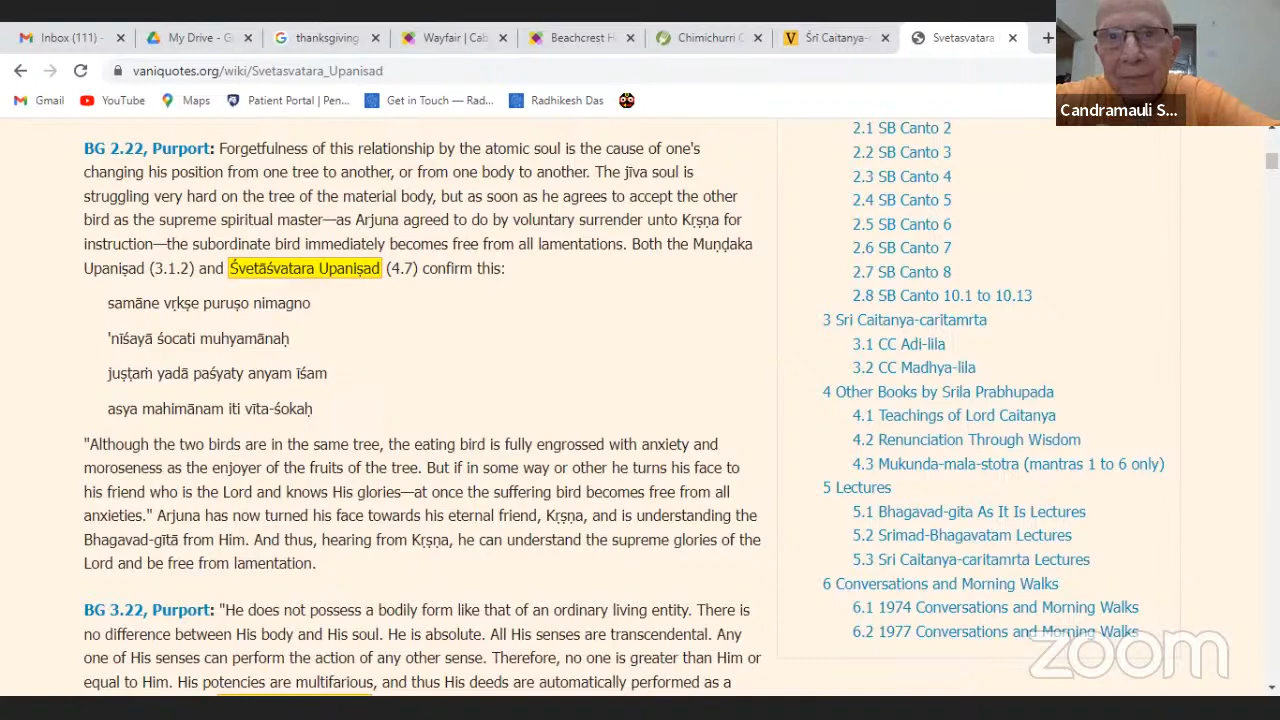 Inbox (111) -
My Drive - G
thanksgiving
Wayfair | Cab
Beachcrest H
Chimichurri C
Śrī Caitanya-c
Svetasvatara
vaniquotes.org/wiki/Svetasvatara_Upanisad
Gmail
YouTube
Maps
Patient Portal | Pen...
Get in Touch — Rad...
Radhikesh Das
Candramauli S...
BG 2.22, Purport: Forgetfulness of this relationship by the atomic soul is the cause of one's
changing his position from one tree to another, or from one body to another. The jīva soul is
struggling very hard on the tree of the material body, but as soon as he agrees to accept the other
bird as the supreme spiritual master—as Arjuna agreed to do by voluntary surrender unto Kṛṣṇa for
instruction—the subordinate bird immediately becomes free from all lamentations. Both the Muṇḍaka
Upaniṣad (3.1.2) and Śvetāśvatara Upaniṣad (4.7) confirm this:
samāne vṛkṣe puruṣo nimagno
'nīśayā śocati muhyamānaḥ
juṣṭaṁ yadā paśyaty anyam īśam
asya mahimānam iti vīta-śokaḥ
"Although the two birds are in the same tree, the eating bird is fully engrossed with anxiety and
moroseness as the enjoyer of the fruits of the tree. But if in some way or other he turns his face to
his friend who is the Lord and knows His glories—at once the suffering bird becomes free from all
anxieties." Arjuna has now turned his face towards his eternal friend, Kṛṣṇa, and is understanding the
Bhagavad-gītā from Him. And thus, hearing from Kṛṣṇa, he can understand the supreme glories of the
Lord and be free from lamentation.
BG 3.22, Purport: "He does not possess a bodily form like that of an ordinary living entity. There is
no difference between His body and His soul. He is absolute. All His senses are transcendental. Any
one of His senses can perform the action of any other sense. Therefore, no one is greater than Him or
equal to Him. His potencies are multifarious, and thus His deeds are automatically performed as a
2.1 SB Canto 2
2.2 SB Canto 3
2.3 SB Canto 4
2.4 SB Canto 5
2.5 SB Canto 6
2.6 SB Canto 7
2.7 SB Canto 8
2.8 SB Canto 10.1 to 10.13
3 Sri Caitanya-caritamrta
3.1 CC Adi-lila
3.2 CC Madhya-lila
4 Other Books by Srila Prabhupada
4.1 Teachings of Lord Caitanya
4.2 Renunciation Through Wisdom
4.3 Mukunda-mala-stotra (mantras 1 to 6 only)
5 Lectures
5.1 Bhagavad-gita As It Is Lectures
5.2 Srimad-Bhagavatam Lectures
5.3 Sri Caitanya-caritamrta Lectures
6 Conversations and Morning Walks
6.1 1974 Conversations and Morning Walks
6.2 1977 Conversations and Morning Walks
zoom